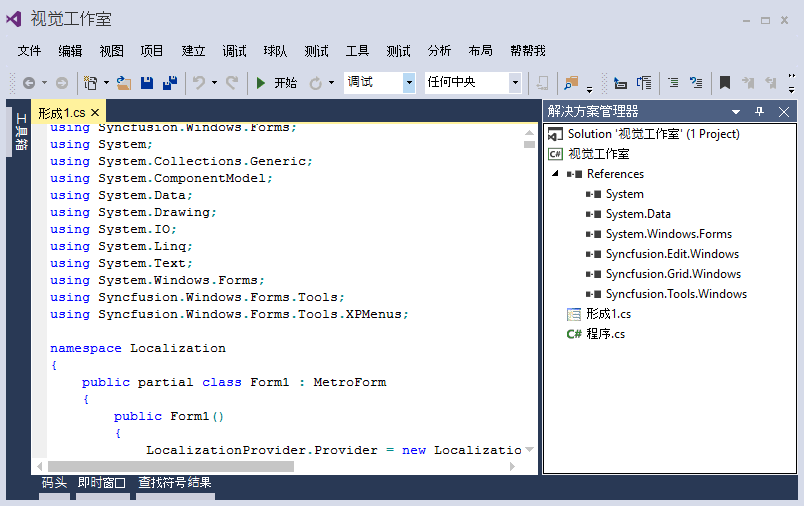 视觉工作室
文件 编辑 视图 项目 建立 调试 球队 测试 工具 测试 分析 布局 帮帮我
开始 调试 任何中央
工具箱
形成1.cs
using Syncfusion.Windows.Forms;
using System;
using System.Collections.Generic;
using System.ComponentModel;
using System.Data;
using System.Drawing;
using System.IO;
using System.Linq;
using System.Text;
using System.Windows.Forms;
using Syncfusion.Windows.Forms.Tools;
using Syncfusion.Windows.Forms.Tools.XPMenus;
namespace Localization
{
public partial class Form1 : MetroForm
{
public Form1()
{
LocalizationProvider.Provider = new Localizatio
解决方案管理器
Solution '视觉工作室' (1 Project)
C# 视觉工作室
References
System
System.Data
System.Windows.Forms
Syncfusion.Edit.Windows
Syncfusion.Grid.Windows
Syncfusion.Tools.Windows
形成1.cs
C# 程序.cs
码头 即时窗口 查找符号结果